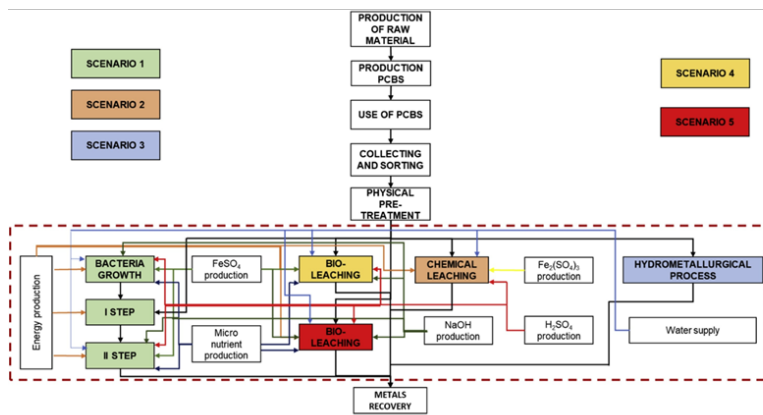 PRODUCTION
OF RAW
MATERIAL
SCENARIO 1
SCENARIO 2
SCENARIO 3
PRODUCTION
PCBS
SCENARIO 4
SCENARIO 5
USE OF PCBS
COLLECTING
AND SORTING
PHYSICAL
PRE-
TREATMENT
Energy production
BACTERIA
GROWTH
FeSO₄
production
BIO-
LEACHING
CHEMICAL
LEACHING
Fe₂(SO₄)₃
production
HYDROMETALLURGICAL
PROCESS
I STEP
II STEP
Micro
nutrient
production
BIO-
LEACHING
NaOH
production
H₂SO₄
production
Water supply
METALS
RECOVERY